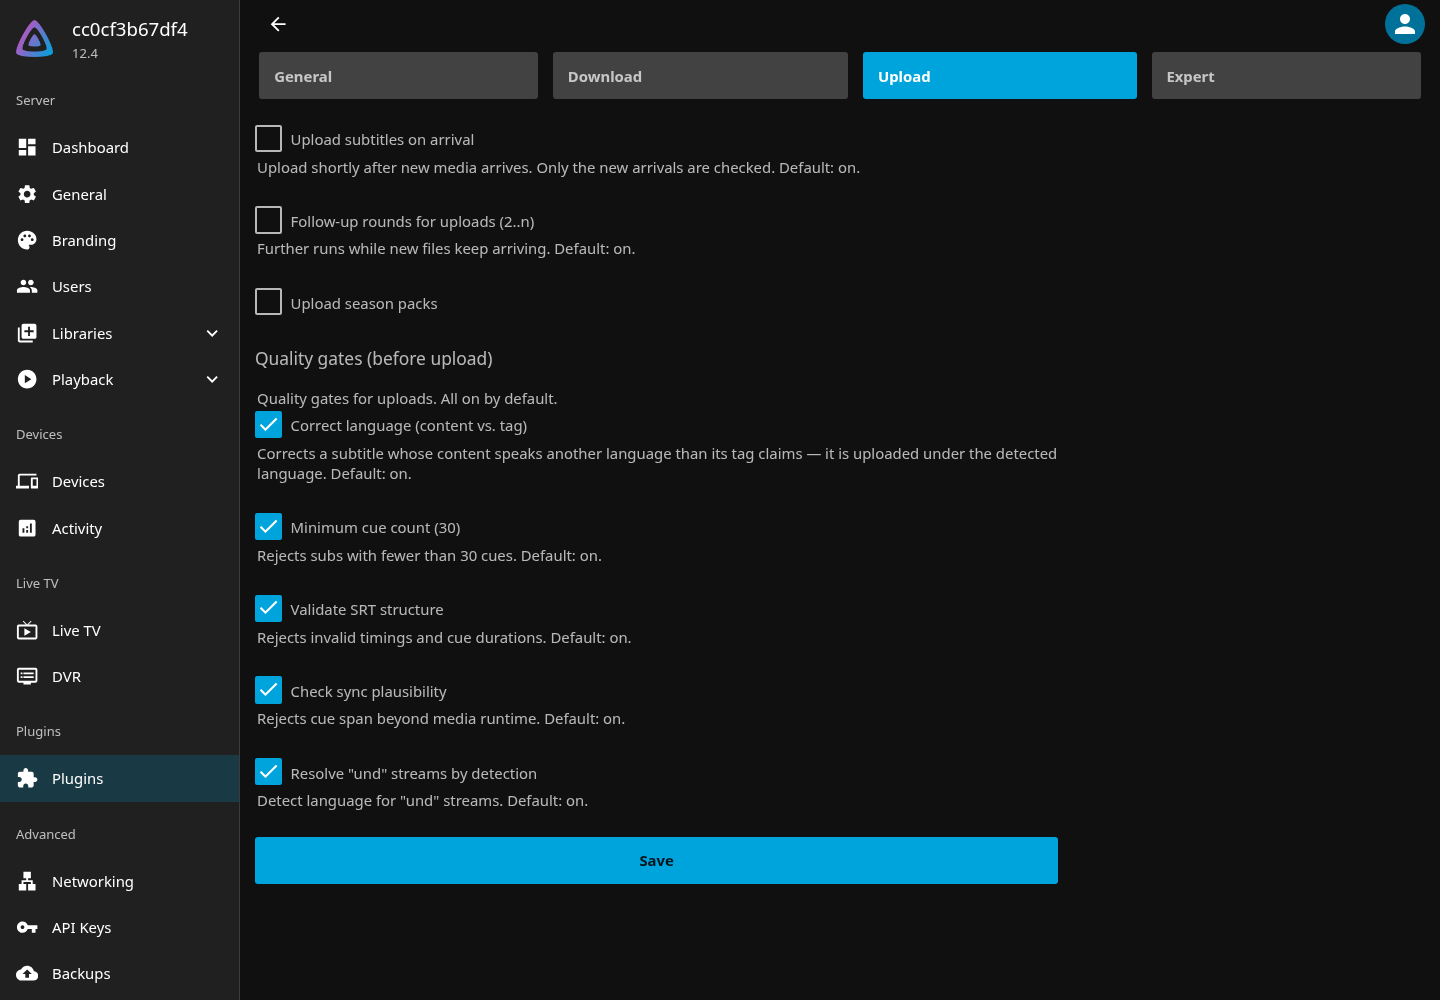 cc0cf3b67df4
12.4
Server
Dashboard
General
Branding
Users
Libraries
Playback
Devices
Devices
Activity
Live TV
Live TV
DVR
Plugins
Plugins
Advanced
Networking
API Keys
Backups
General
Download
Upload
Expert
Upload subtitles on arrival
Upload shortly after new media arrives. Only the new arrivals are checked. Default: on.
Follow-up rounds for uploads (2..n)
Further runs while new files keep arriving. Default: on.
Upload season packs
Quality gates (before upload)
Quality gates for uploads. All on by default.
Correct language (content vs. tag)
Corrects a subtitle whose content speaks another language than its tag claims — it is uploaded under the detected
language. Default: on.
Minimum cue count (30)
Rejects subs with fewer than 30 cues. Default: on.
Validate SRT structure
Rejects invalid timings and cue durations. Default: on.
Check sync plausibility
Rejects cue span beyond media runtime. Default: on.
Resolve "und" streams by detection
Detect language for "und" streams. Default: on.
Save